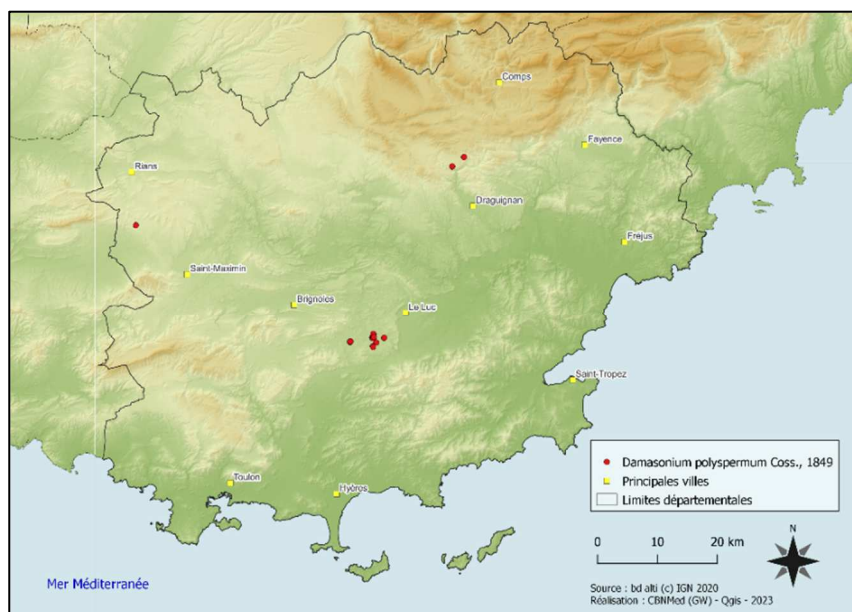 Comps
Fayence
Rians
Draguignan
Fréjus
Saint-Maximin
Brignoles
Le Luc
Saint-Tropez
Toulon
Hyères
Damasonium polyspermum Coss., 1849
Principales villes
Limites départementales
N
0 10 20 km
Mer Méditerranée
Source : bd alti (c) IGN 2020
Réalisation : CBNMed (GW) - Qgis - 2023